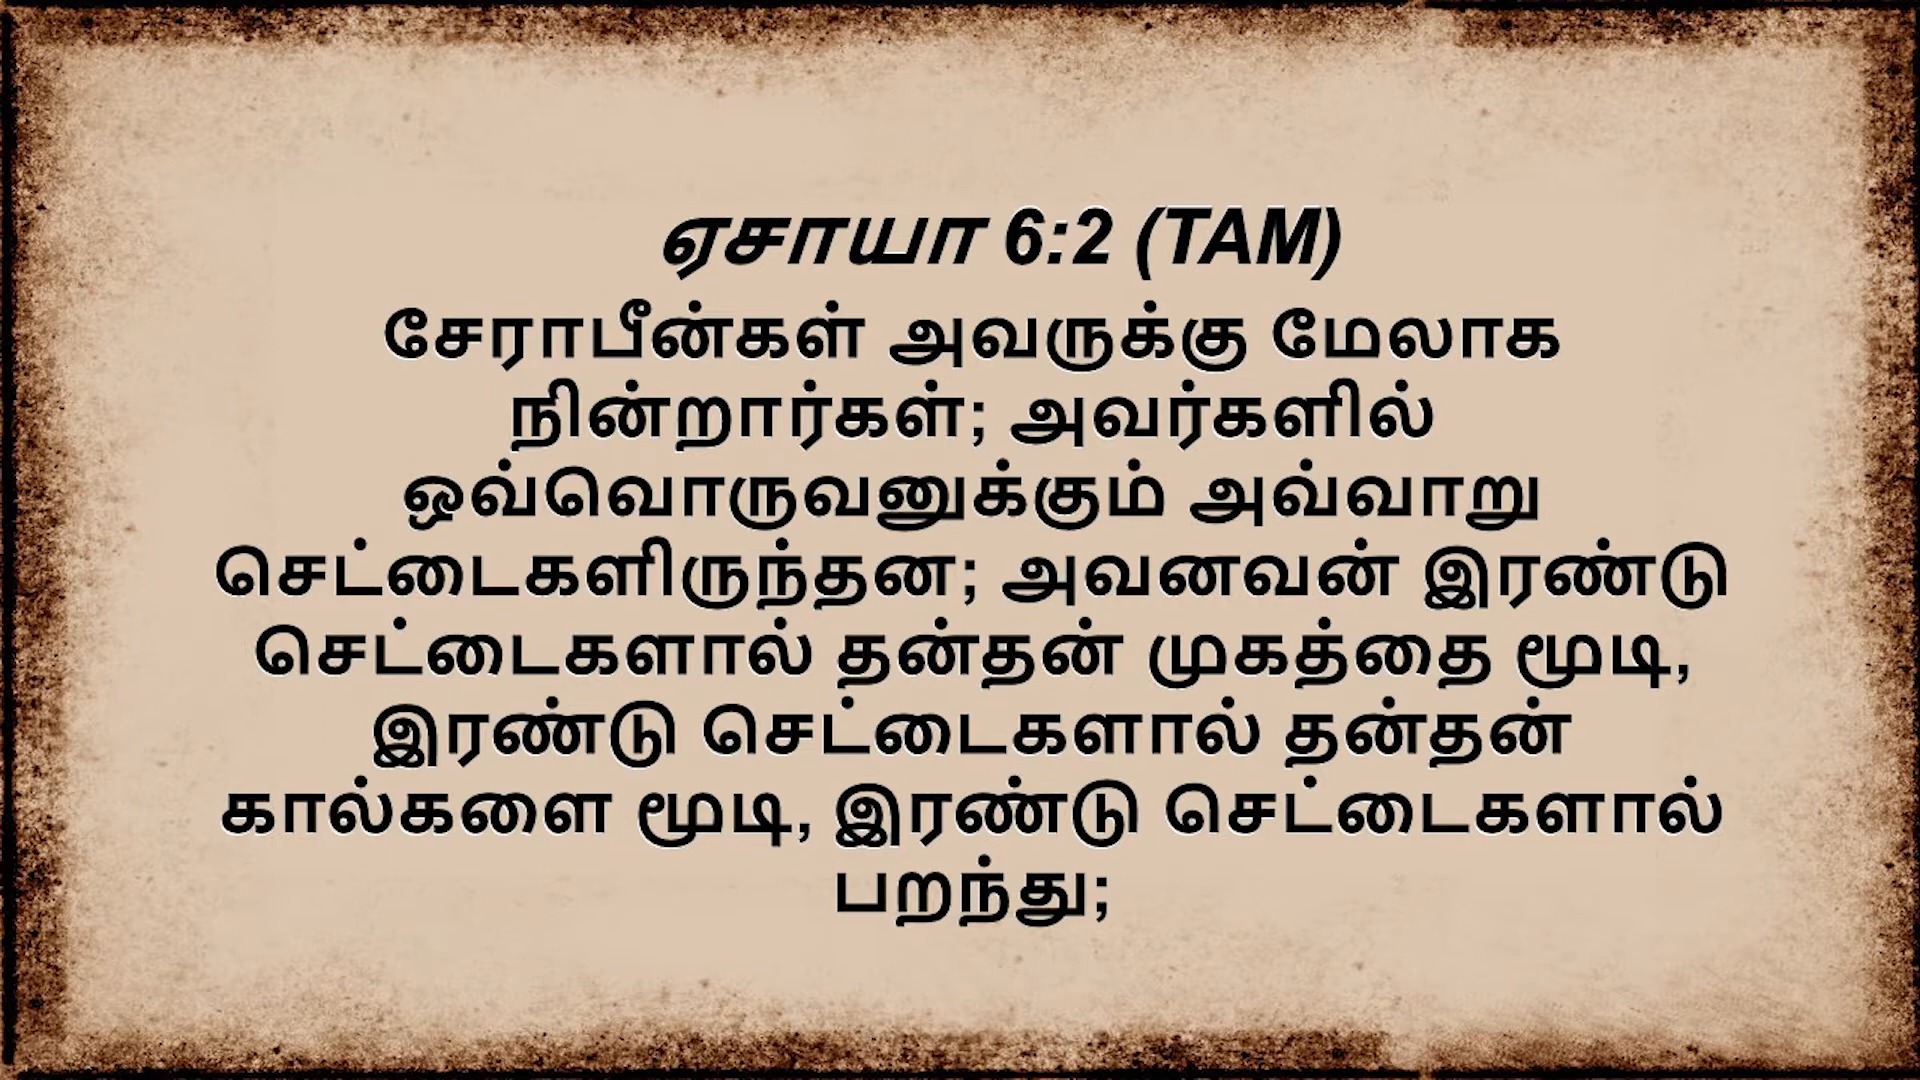 ஏசாயா 6:2 (TAM)
சேராபீன்கள் அவருக்கு மேலாக
நின்றார்கள்; அவர்களில்
ஒவ்வொருவனுக்கும் அவ்வாறு
செட்டைகளிருந்தன; அவனவன் இரண்டு
செட்டைகளால் தன்தன் முகத்தை மூடி,
இரண்டு செட்டைகளால் தன்தன்
கால்களை மூடி, இரண்டு செட்டைகளால்
பறந்து;